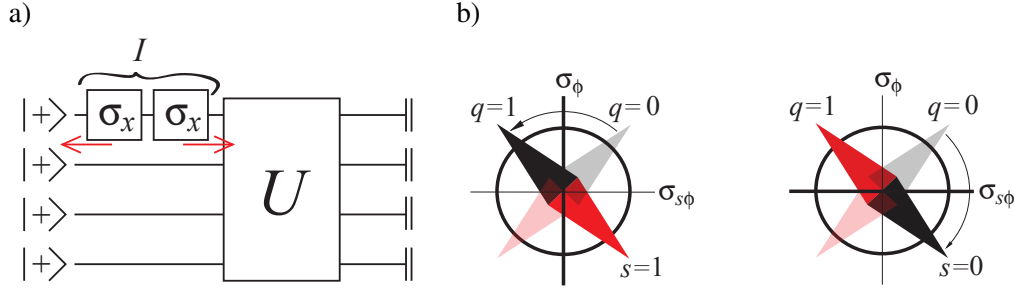 a)
I
|+> σx σx
|+>
|+>
|+>
U
b)
σϕ
q=1 q=0
σsϕ
s=1
σϕ
q=1 q=0
σsϕ
s=0